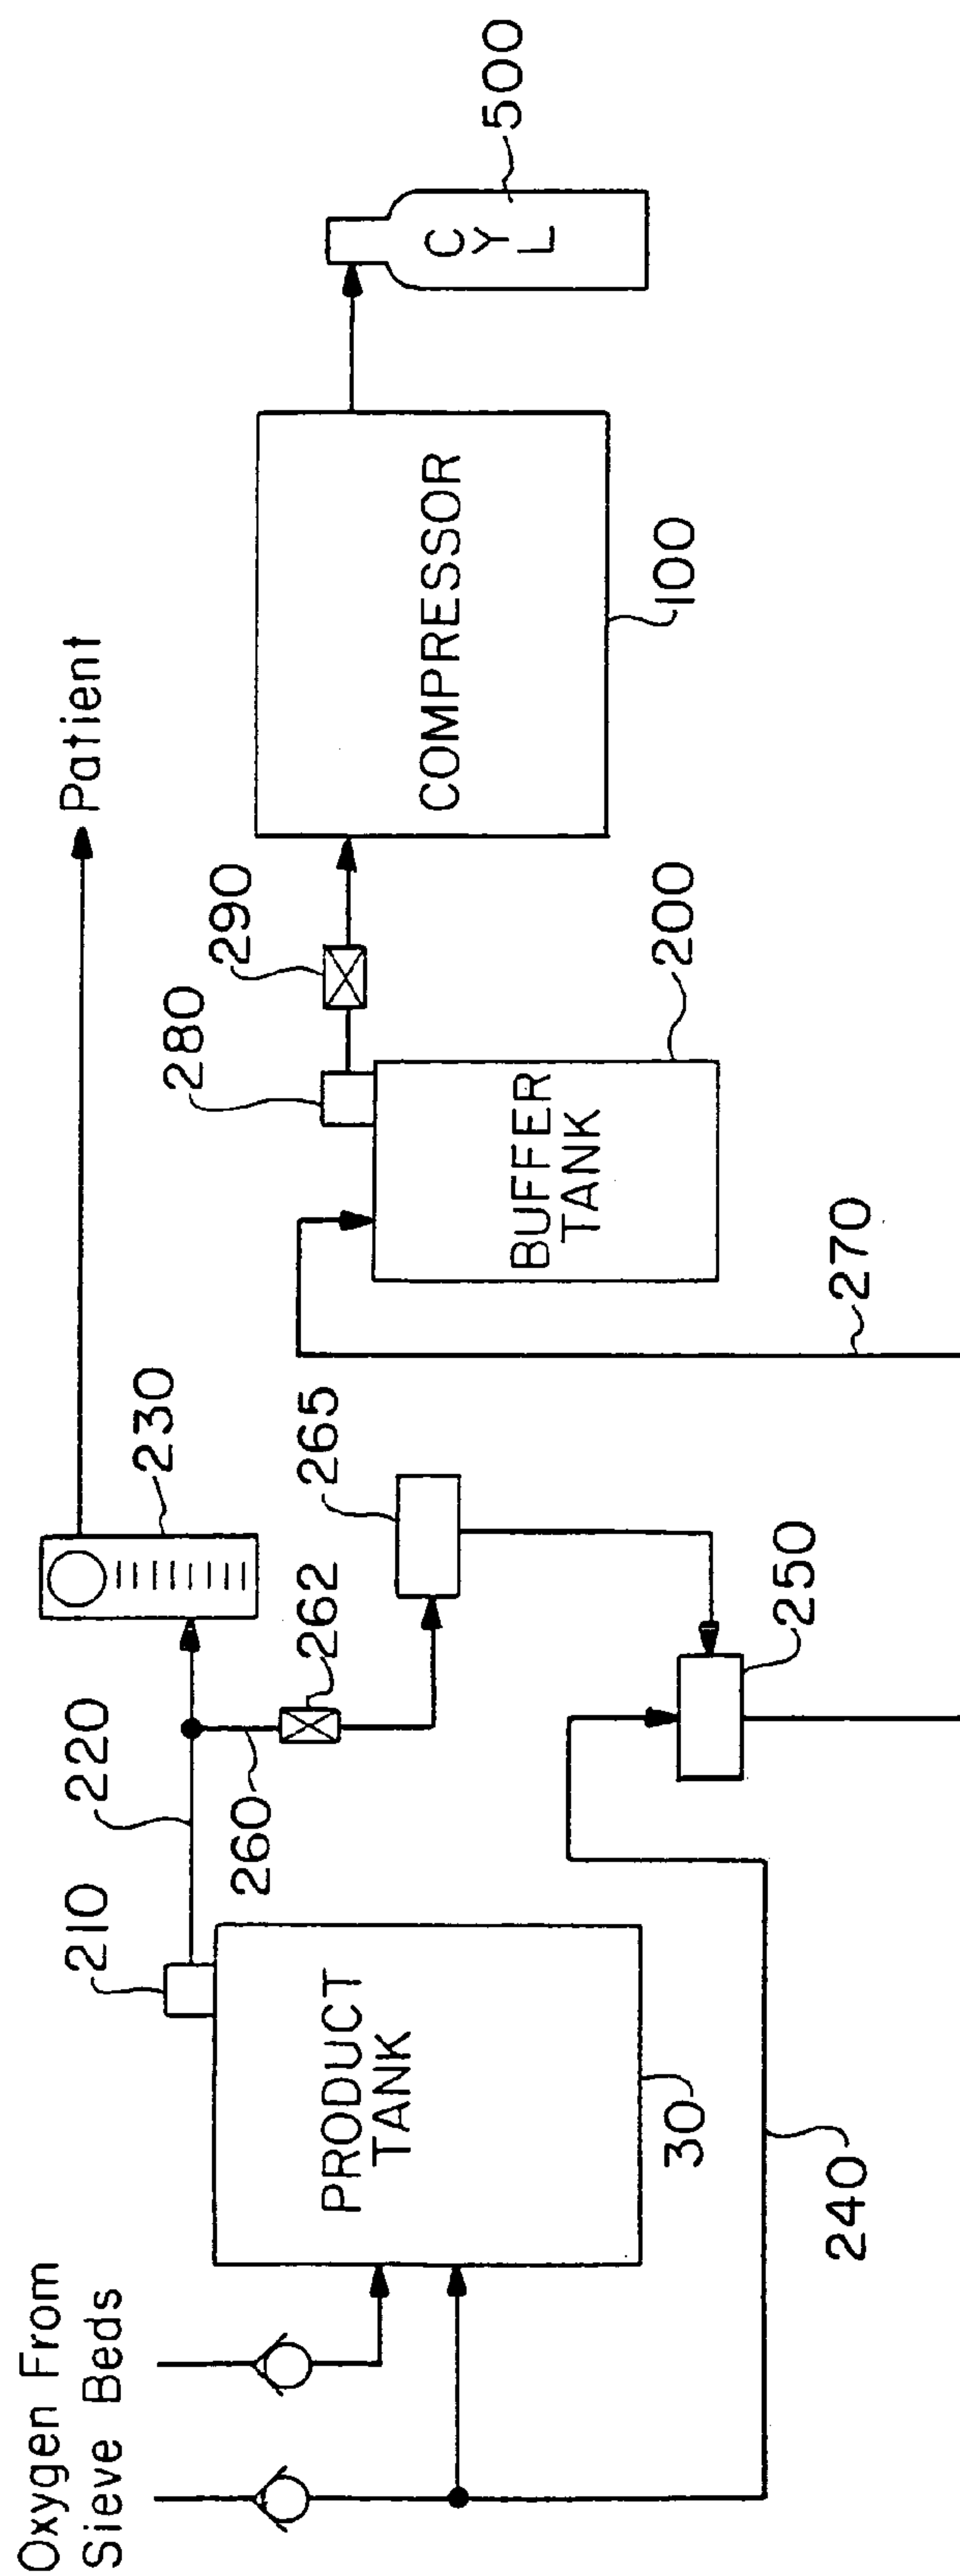 Oxygen From
Sieve Beds
PRODUCT
TANK
30
210
220
230
Patient
240
250
260
262
265
270
BUFFER
TANK
200
280
290
COMPRESSOR
100
CYL
500